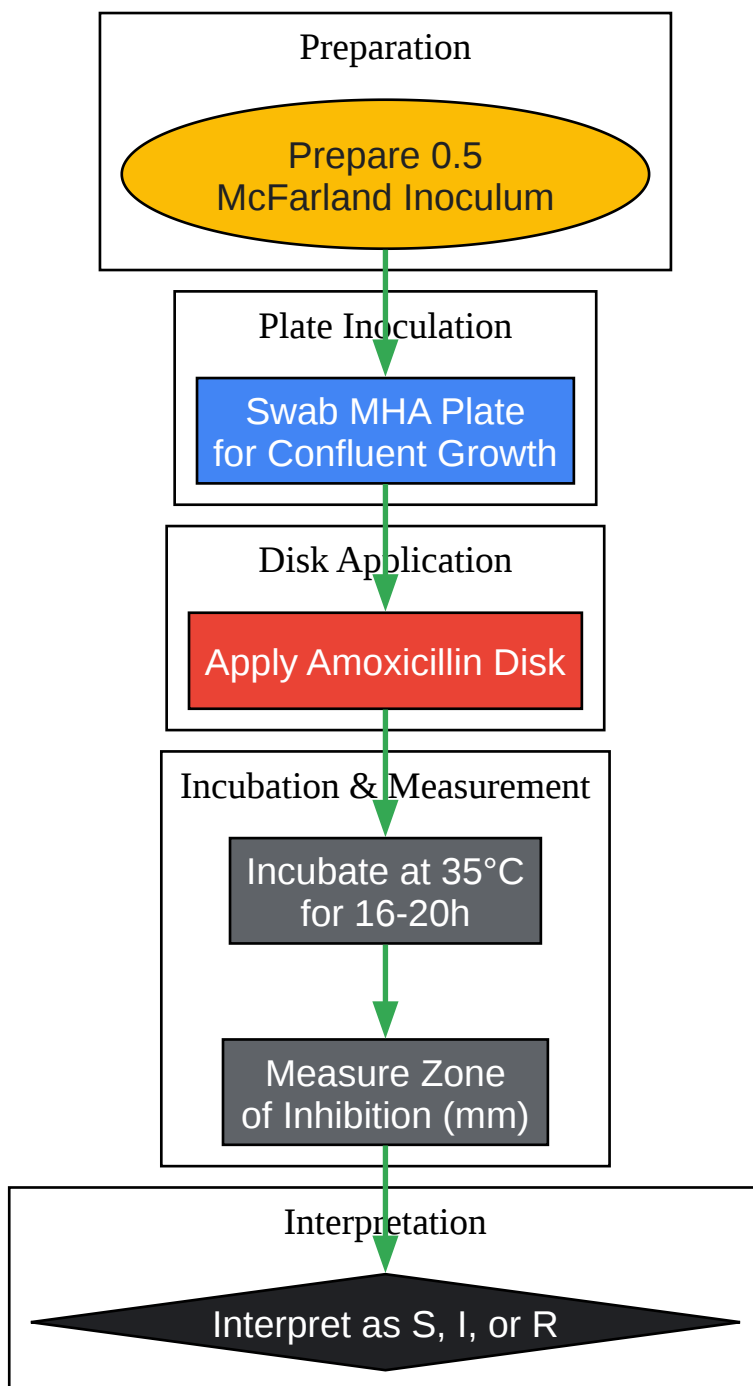 Preparation
Prepare 0.5
McFarland Inoculum
Plate Inoculation
Swab MHA Plate
for Confluent Growth
Disk Application
Apply Amoxicillin Disk
Incubation & Measurement
Incubate at 35°C
for 16-20h
Measure Zone
of Inhibition (mm)
Interpretation
Interpret as S, I, or R